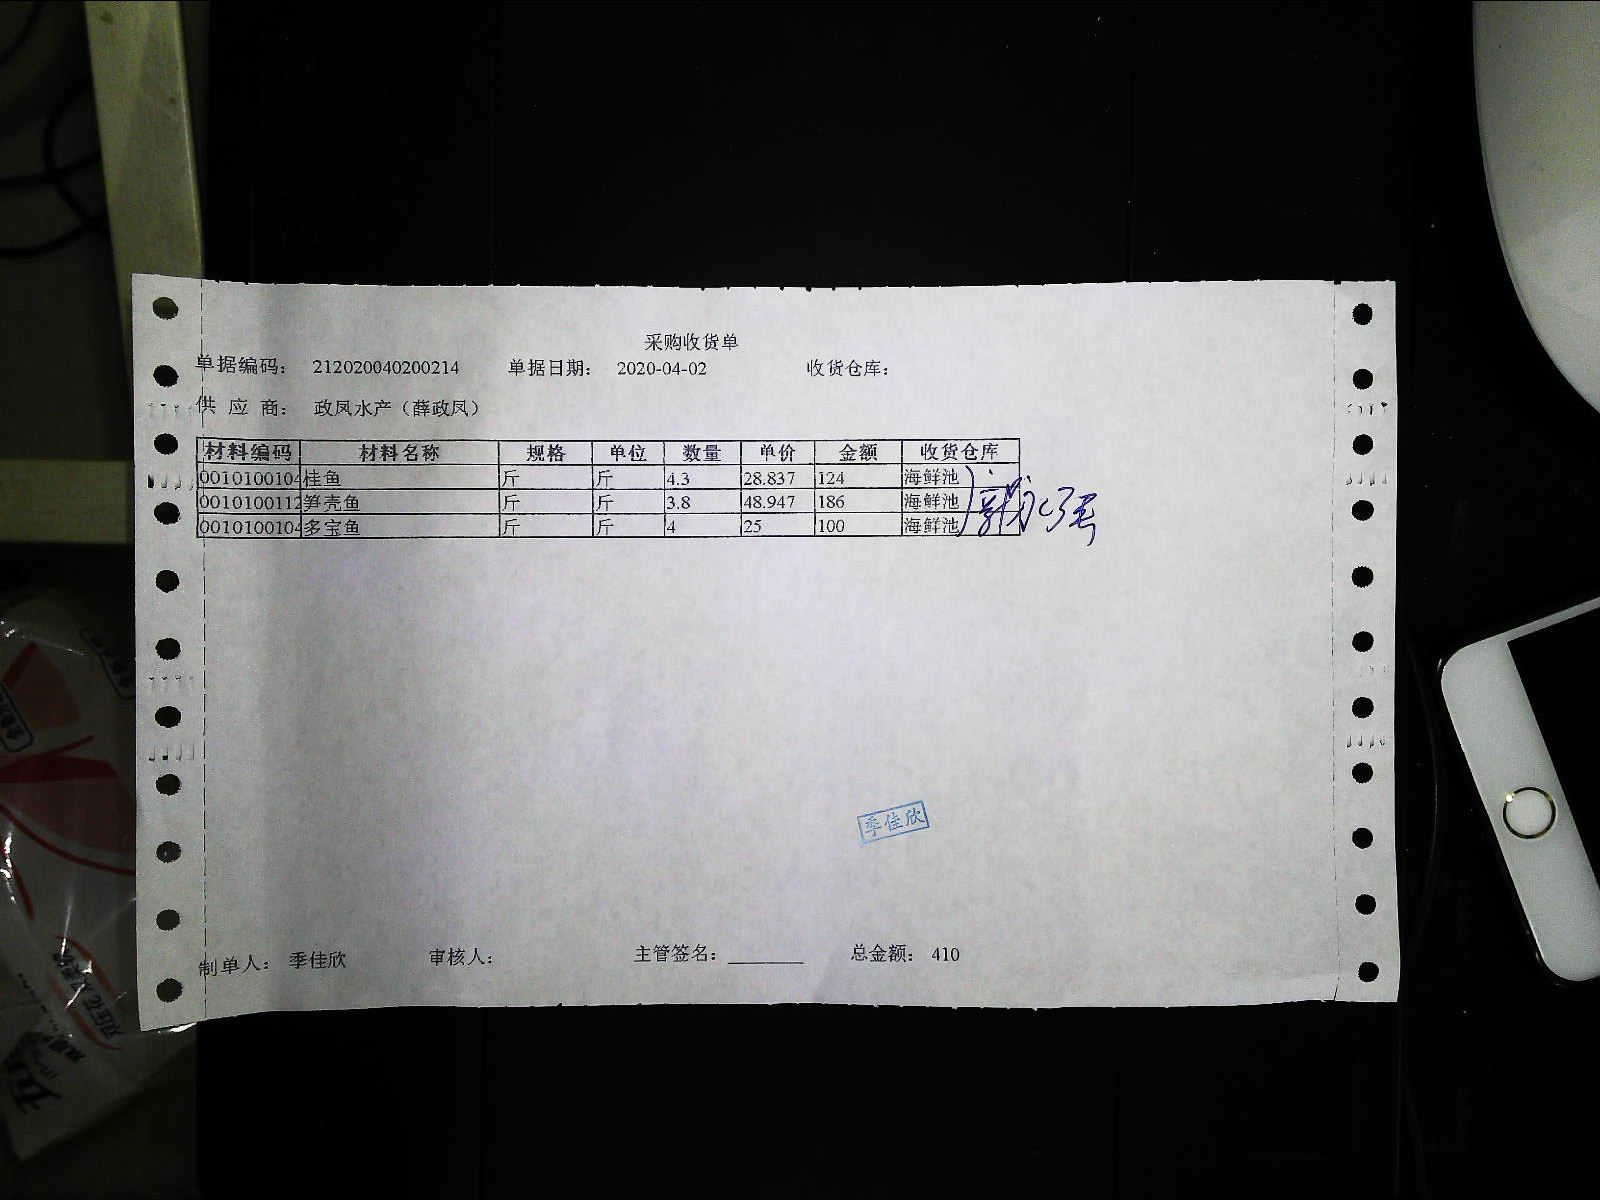 采购收货单
单据编码： 212020040200214 单据日期： 2020-04-02 收货仓库：
供 应 商： 政凤水产（薛政凤）
材料编码 材料名称 规格 单位 数量 单价 金额 收货仓库
0010100104 桂鱼 斤 斤 4.3 28.837 124 海鲜池
0010100112 笋壳鱼 斤 斤 3.8 48.947 186 海鲜池
0010100104 多宝鱼 斤 斤 4 25 100 海鲜池
季佳欣
制单人： 季佳欣 审核人： 主管签名： 总金额： 410